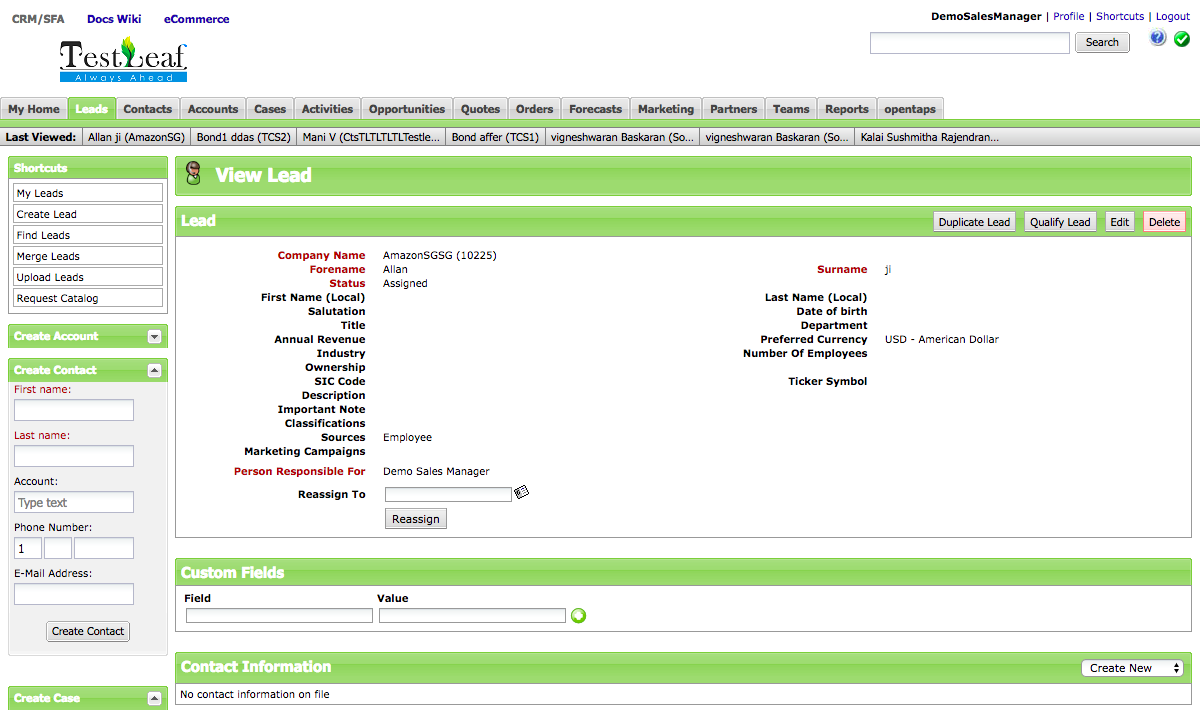 CRM/SFA Docs Wiki eCommerce
DemoSalesManager | Profile | Shortcuts | Logout
Search
TestLeaf
Always Ahead
My Home Leads Contacts Accounts Cases Activities Opportunities Quotes Orders Forecasts Marketing Partners Teams Reports opentaps
Last Viewed: Allan ji (AmazonSG) Bond1 ddas (TCS2) Mani V (CtsTLTLTLTLTestle... Bond affer (TCS1) vigneshwaran Baskaran (So... vigneshwaran Baskaran (So... Kalai Sushmitha Rajendran...
Shortcuts
My Leads
Create Lead
Find Leads
Merge Leads
Upload Leads
Request Catalog
Create Account
Create Contact
First name:
Last name:
Account:
Type text
Phone Number:
1
E-Mail Address:
Create Contact
Create Case
View Lead
Lead Duplicate Lead Qualify Lead Edit Delete
Company Name AmazonSGSG (10225)
Forename Allan Surname ji
Status Assigned
First Name (Local) Last Name (Local)
Salutation Date of birth
Title Department
Annual Revenue Preferred Currency USD - American Dollar
Industry Number Of Employees
Ownership
SIC Code Ticker Symbol
Description
Important Note
Classifications
Sources Employee
Marketing Campaigns
Person Responsible For Demo Sales Manager
Reassign To
Reassign
Custom Fields
Field Value
Contact Information Create New
No contact information on file